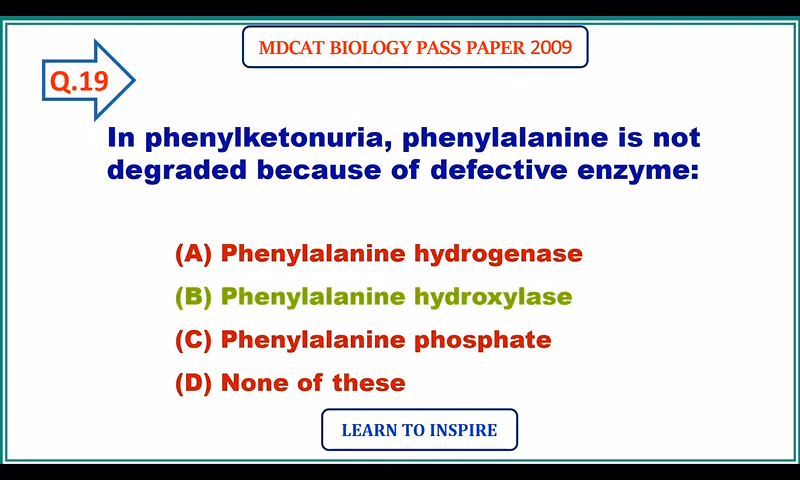 MDCAT BIOLOGY PASS PAPER 2009
Q.19
In phenylketonuria, phenylalanine is not
degraded because of defective enzyme:
(A) Phenylalanine hydrogenase
(B) Phenylalanine hydroxylase
(C) Phenylalanine phosphate
(D) None of these
LEARN TO INSPIRE